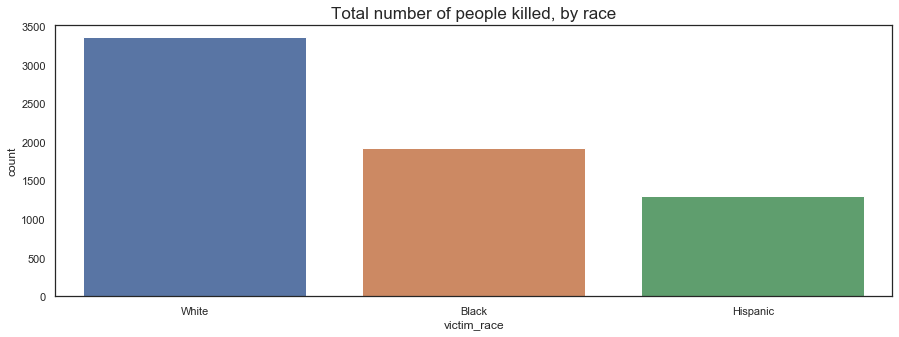 Total number of people killed, by race
3500
3000
2500
2000
1500
1000
500
0
count
White Black Hispanic
victim_race